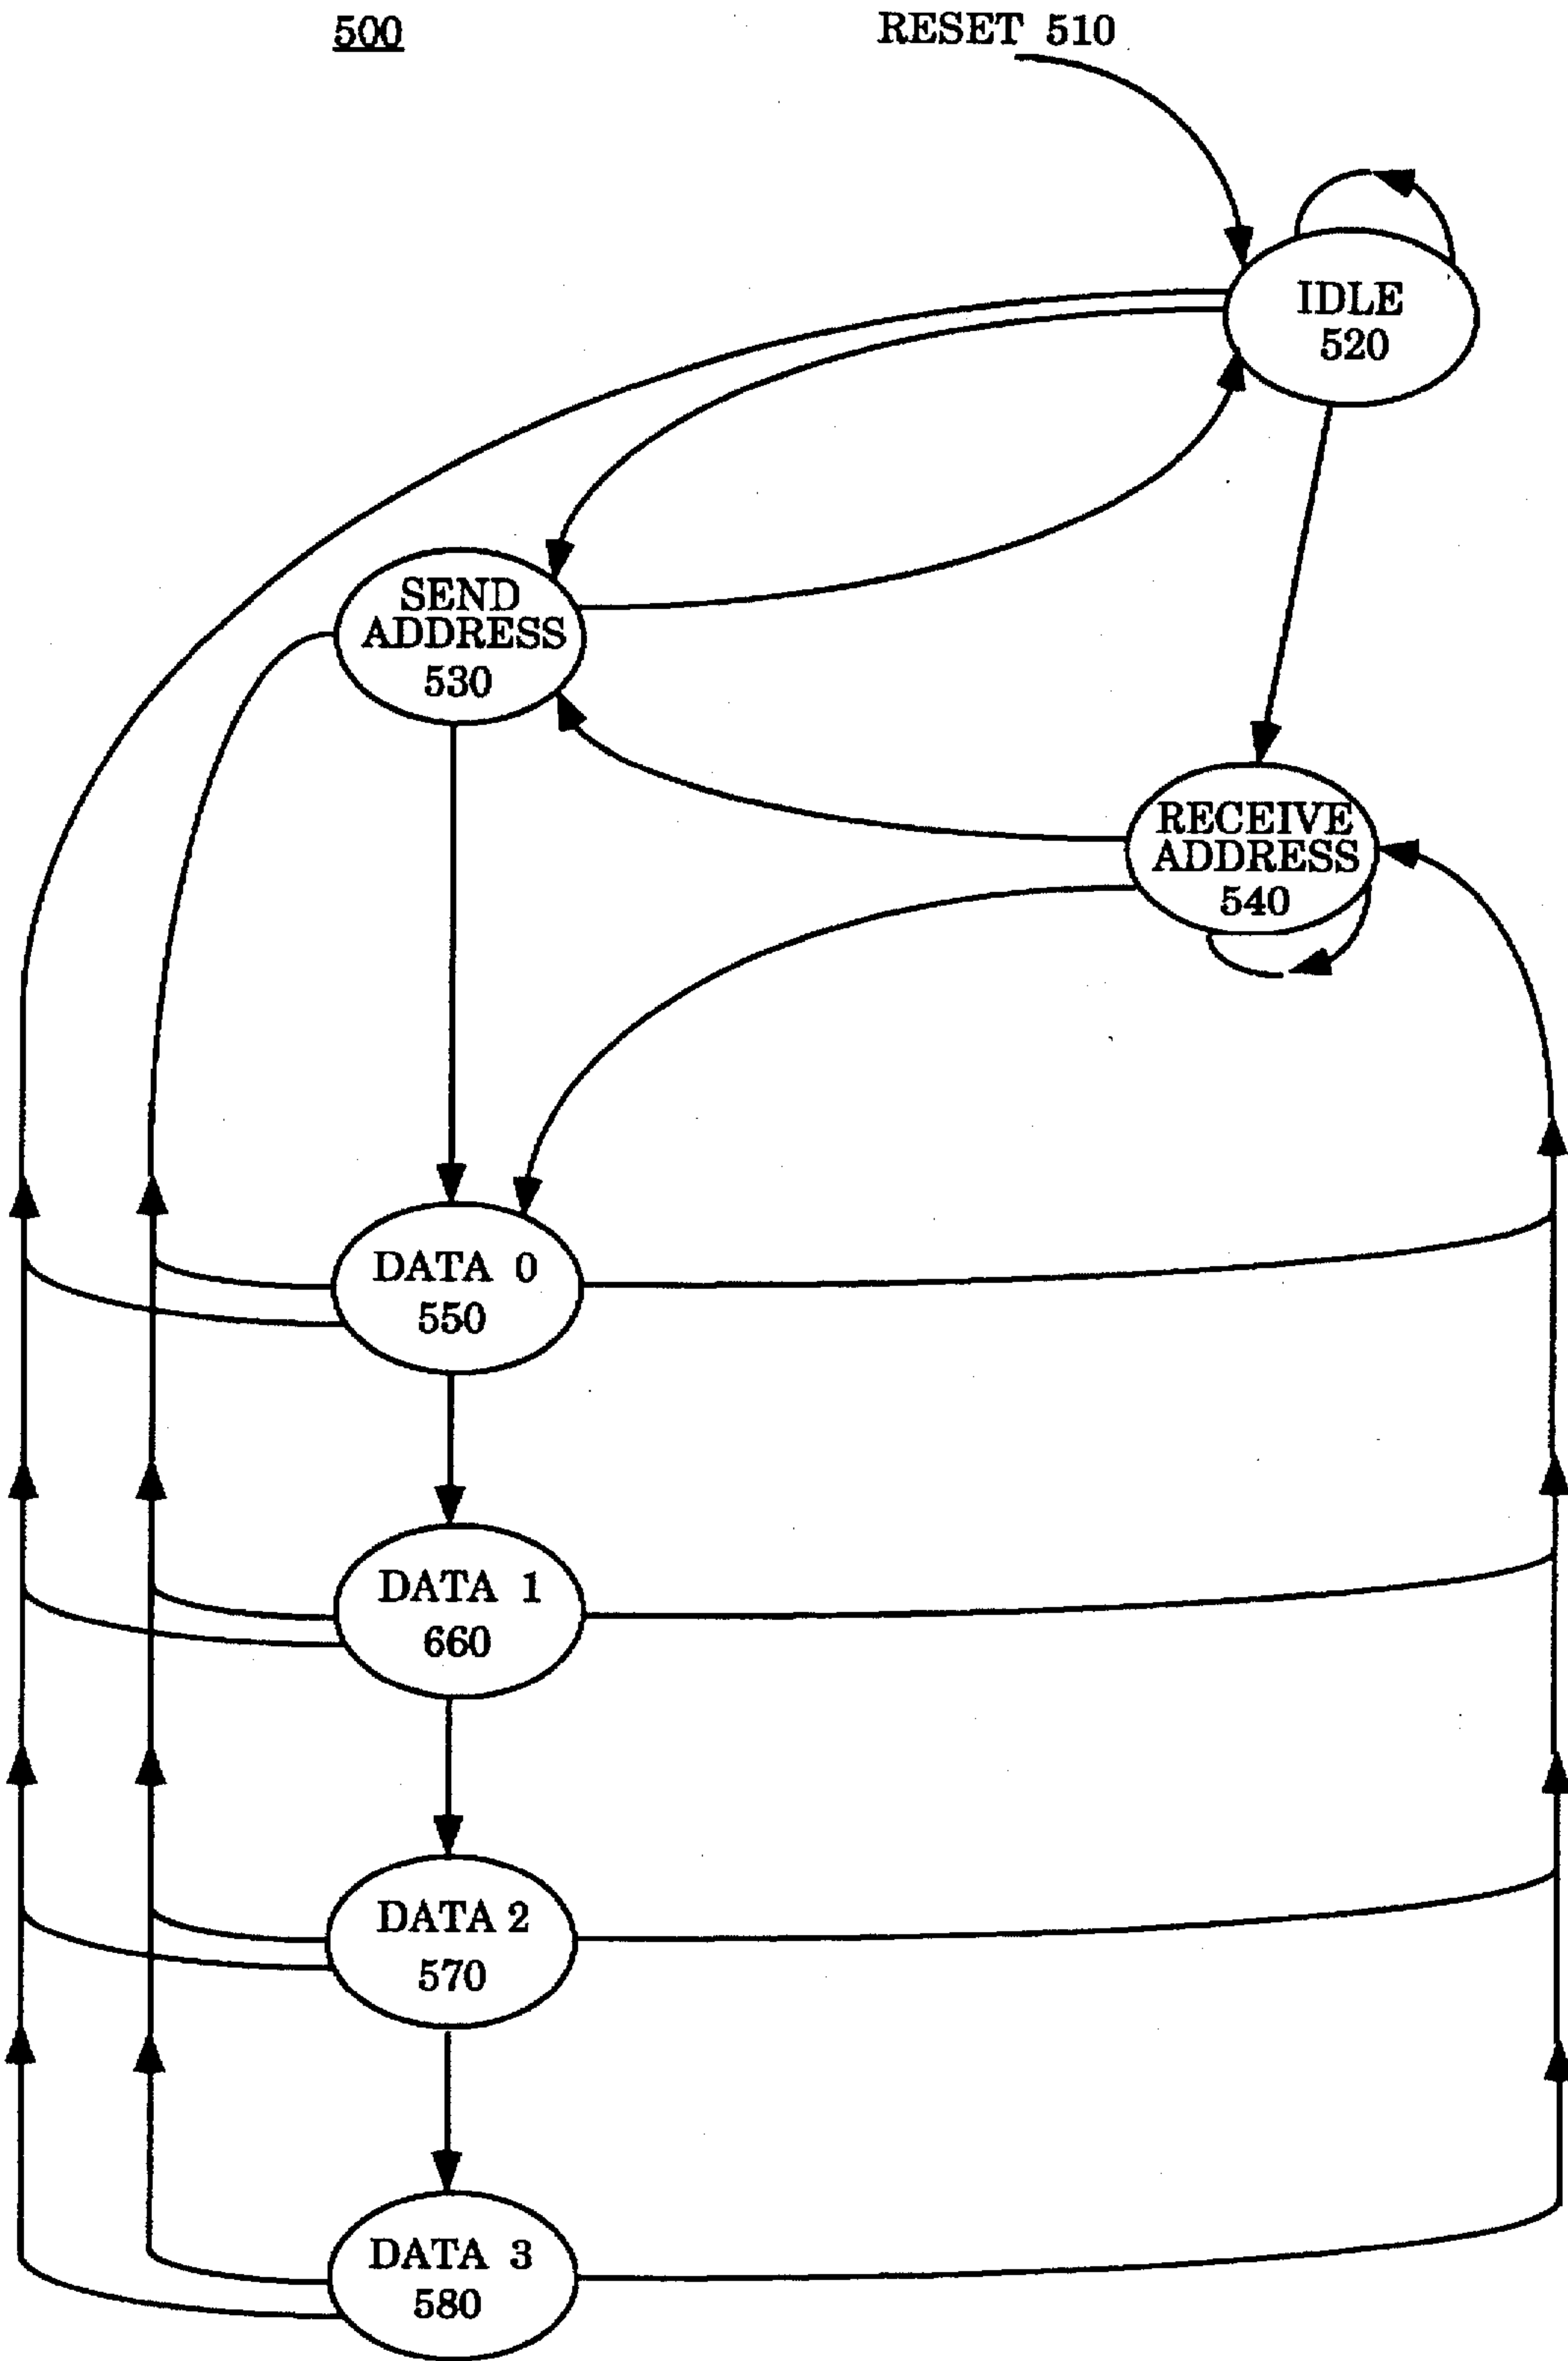 500
RESET 510
IDLE
520
SEND
ADDRESS
530
RECEIVE
ADDRESS
540
DATA 0
550
DATA 1
660
DATA 2
570
DATA 3
580